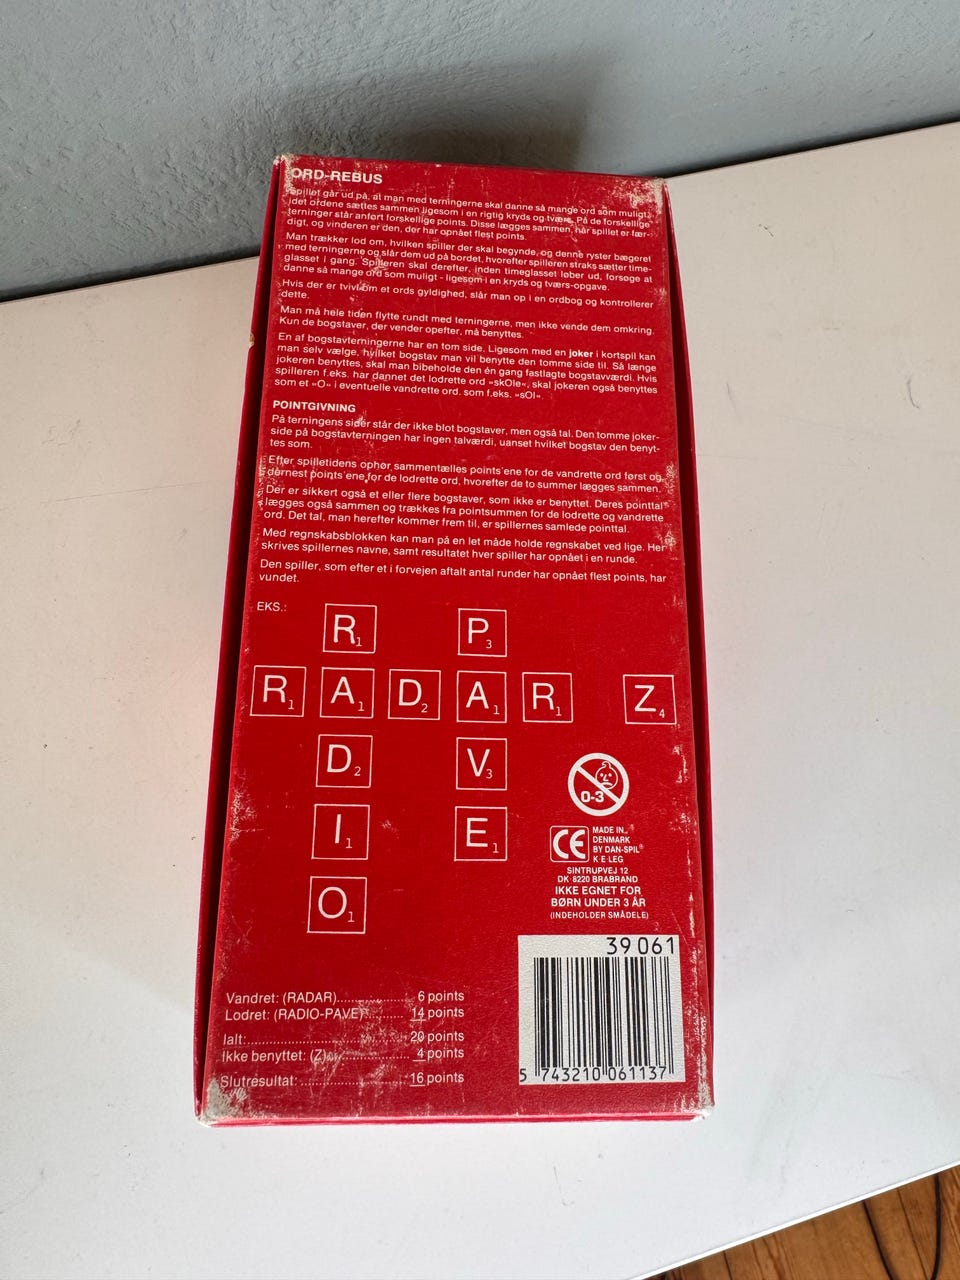 ORD-REBUS
Spillet går ud på, at man med terningerne skal danne så mange ord som muligt,
idet ordene sættes sammen ligesom i en rigtig kryds og tværs. På de forskellige
terninger står anført forskellige points. Disse lægges sammen, når spillet er fær-
digt, og vinderen er den, der har opnået flest points.
Man trækker lod om, hvilken spiller der skal begynde, og denne ryster bægeret
med terningerne og slår dem ud på bordet, hvorefter spilleren straks sætter time-
glasset i gang. Spilleren skal derefter, inden timeglasset løber ud, forsøge at
danne så mange ord som muligt - ligesom i en kryds og tværs-opgave.
Hvis der er tvivl om et ords gyldighed, slår man op i en ordbog og kontrollerer
dette.
Man må hele tiden flytte rundt med terningerne, men ikke vende dem omkring.
Kun de bogstaver, der vender opefter, må benyttes.
En af bogstavterningerne har en tom side. Ligesom med en joker i kortspil kan
man selv vælge, hvilket bogstav man vil benytte den tomme side til. Så længe
jokeren benyttes, skal man bibeholde den én gang fastlagte bogstavværdi. Hvis
spilleren f.eks. har dannet det lodrette ord »skOle«, skal jokeren også benyttes
som et »O« i eventuelle vandrette ord, som f.eks. »sOl«.
POINTGIVNING
På terningens sider står der ikke blot bogstaver, men også tal. Den tomme joker-
side på bogstavterningen har ingen talværdi, uanset hvilket bogstav den benyt-
tes som.
Efter spilletidens ophør sammentælles points'ene for de vandrette ord først og
dernest points'ene for de lodrette ord, hvorefter de to summer lægges sammen.
Der er sikkert også et eller flere bogstaver, som ikke er benyttet. Deres pointtal
lægges også sammen og trækkes fra pointsummen for de lodrette og vandrette
ord. Det tal, man herefter kommer frem til, er spillernes samlede pointtal.
Med regnskabsblokken kan man på en let måde holde regnskabet ved lige. Her
skrives spillernes navne, samt resultatet hver spiller har opnået i en runde.
Den spiller, som efter et i forvejen aftalt antal runder har opnået flest points, har
vundet.
EKS.:
R1 P3
R1 A1 D2 A1 R1 Z4
D2 V3
I1 E1
O1
0-3
CE
MADE IN
DENMARK
BY DAN-SPIL®
K·E·LEG
SINTRUPVEJ 12
DK-8220 BRABRAND
IKKE EGNET FOR
BØRN UNDER 3 ÅR
(INDEHOLDER SMÅDELE)
Vandret: (RADAR)..................... 6 points
Lodret: (RADIO-PAVE)........... 14 points
Ialt:............................................ 20 points
Ikke benyttet: (Z)...................... 4 points
Slutresultat:............................ 16 points
39 061
5 743210 061137